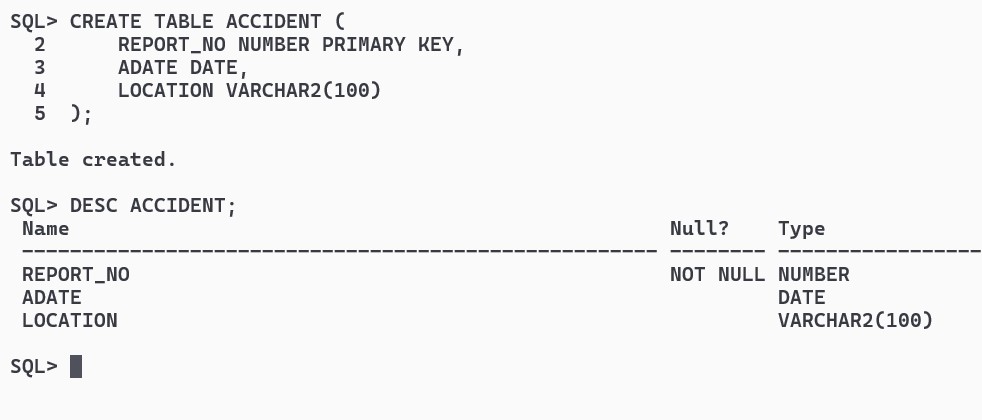 SQL> CREATE TABLE ACCIDENT (
  2      REPORT_NO NUMBER PRIMARY KEY,
  3      ADATE DATE,
  4      LOCATION VARCHAR2(100)
  5  );
Table created.
SQL> DESC ACCIDENT;
 Name                                                  Null?    Type
 ----------------------------------------------------- -------- -----------------
 REPORT_NO                                             NOT NULL NUMBER
 ADATE                                                          DATE
 LOCATION                                                       VARCHAR2(100)
SQL>